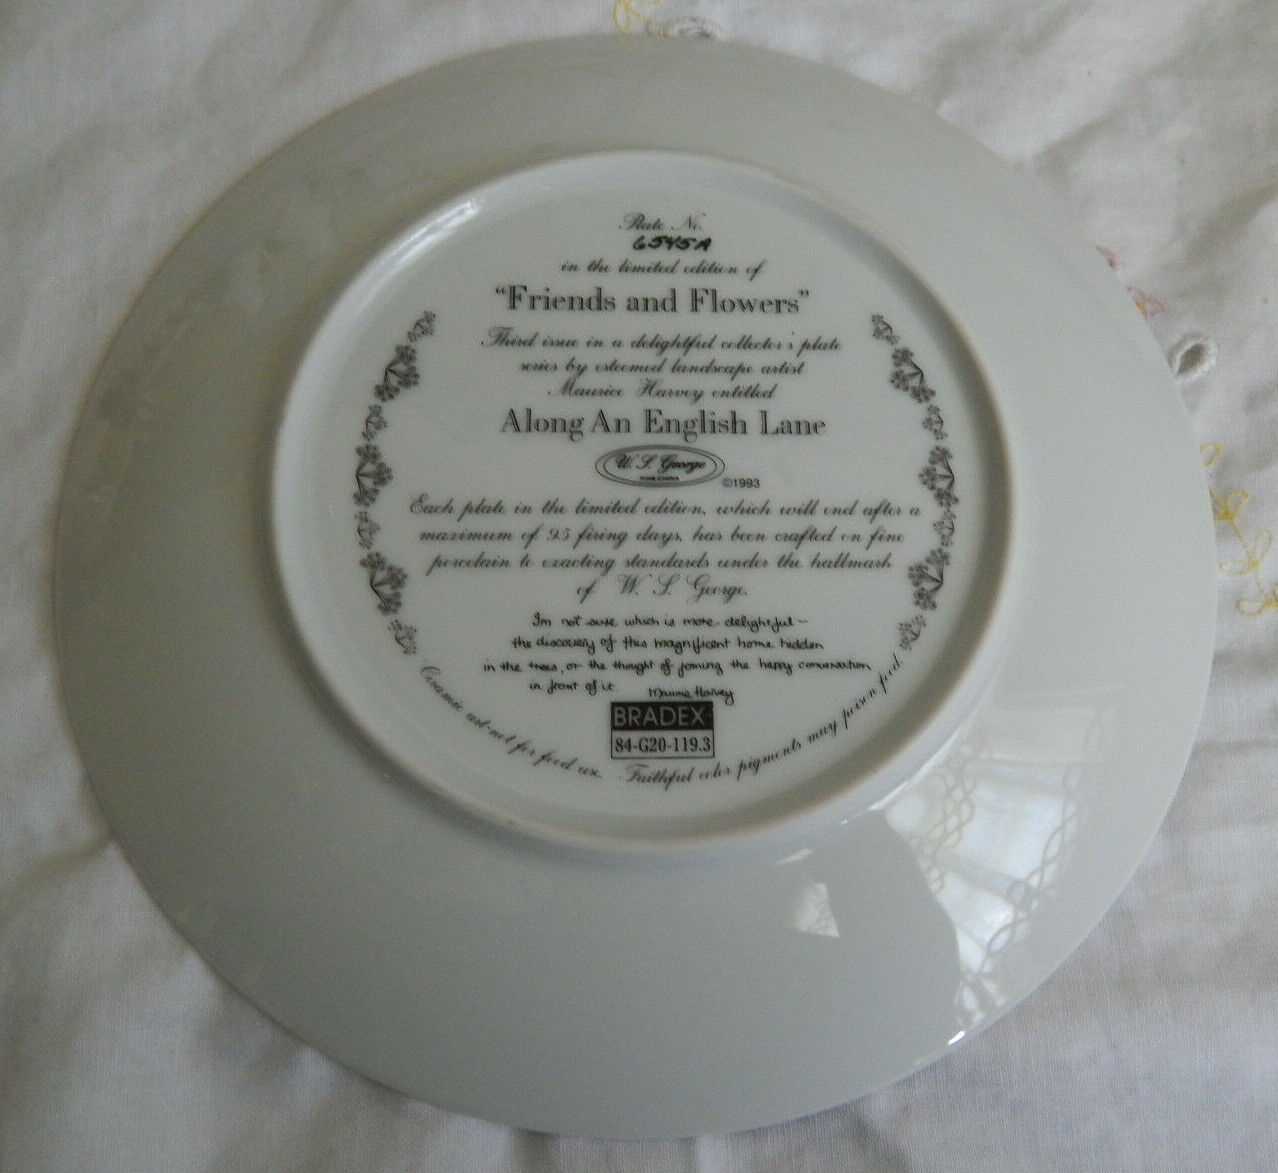 Plate No.
6545A
in the limited edition of
"Friends and Flowers"
Third issue in a delightful collector's plate
series by esteemed landscape artist
Maurice Harvey entitled
Along An English Lane
W. S. George
FINE CHINA
©1993
Each plate in the limited edition, which will end after a
maximum of 95 firing days, has been crafted on fine
porcelain to exacting standards under the hallmark
of W. S. George.
I'm not sure which is more delightful -
the discovery of this magnificent home hidden
in the trees, or the thought of joining the happy conversation
in front of it. Maurice Harvey
BRADEX
84-G20-119.3
Ceramic art-not for food use. Faithful color pigments may poison food.